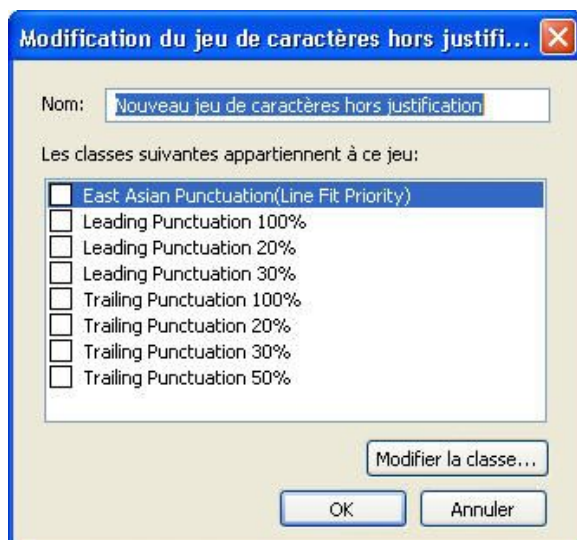 Modification du jeu de caractères hors justifi...
Nom: Nouveau jeu de caractères hors justification
Les classes suivantes appartiennent à ce jeu:
East Asian Punctuation(Line Fit Priority)
Leading Punctuation 100%
Leading Punctuation 20%
Leading Punctuation 30%
Trailing Punctuation 100%
Trailing Punctuation 20%
Trailing Punctuation 30%
Trailing Punctuation 50%
Modifier la classe...
OK Annuler